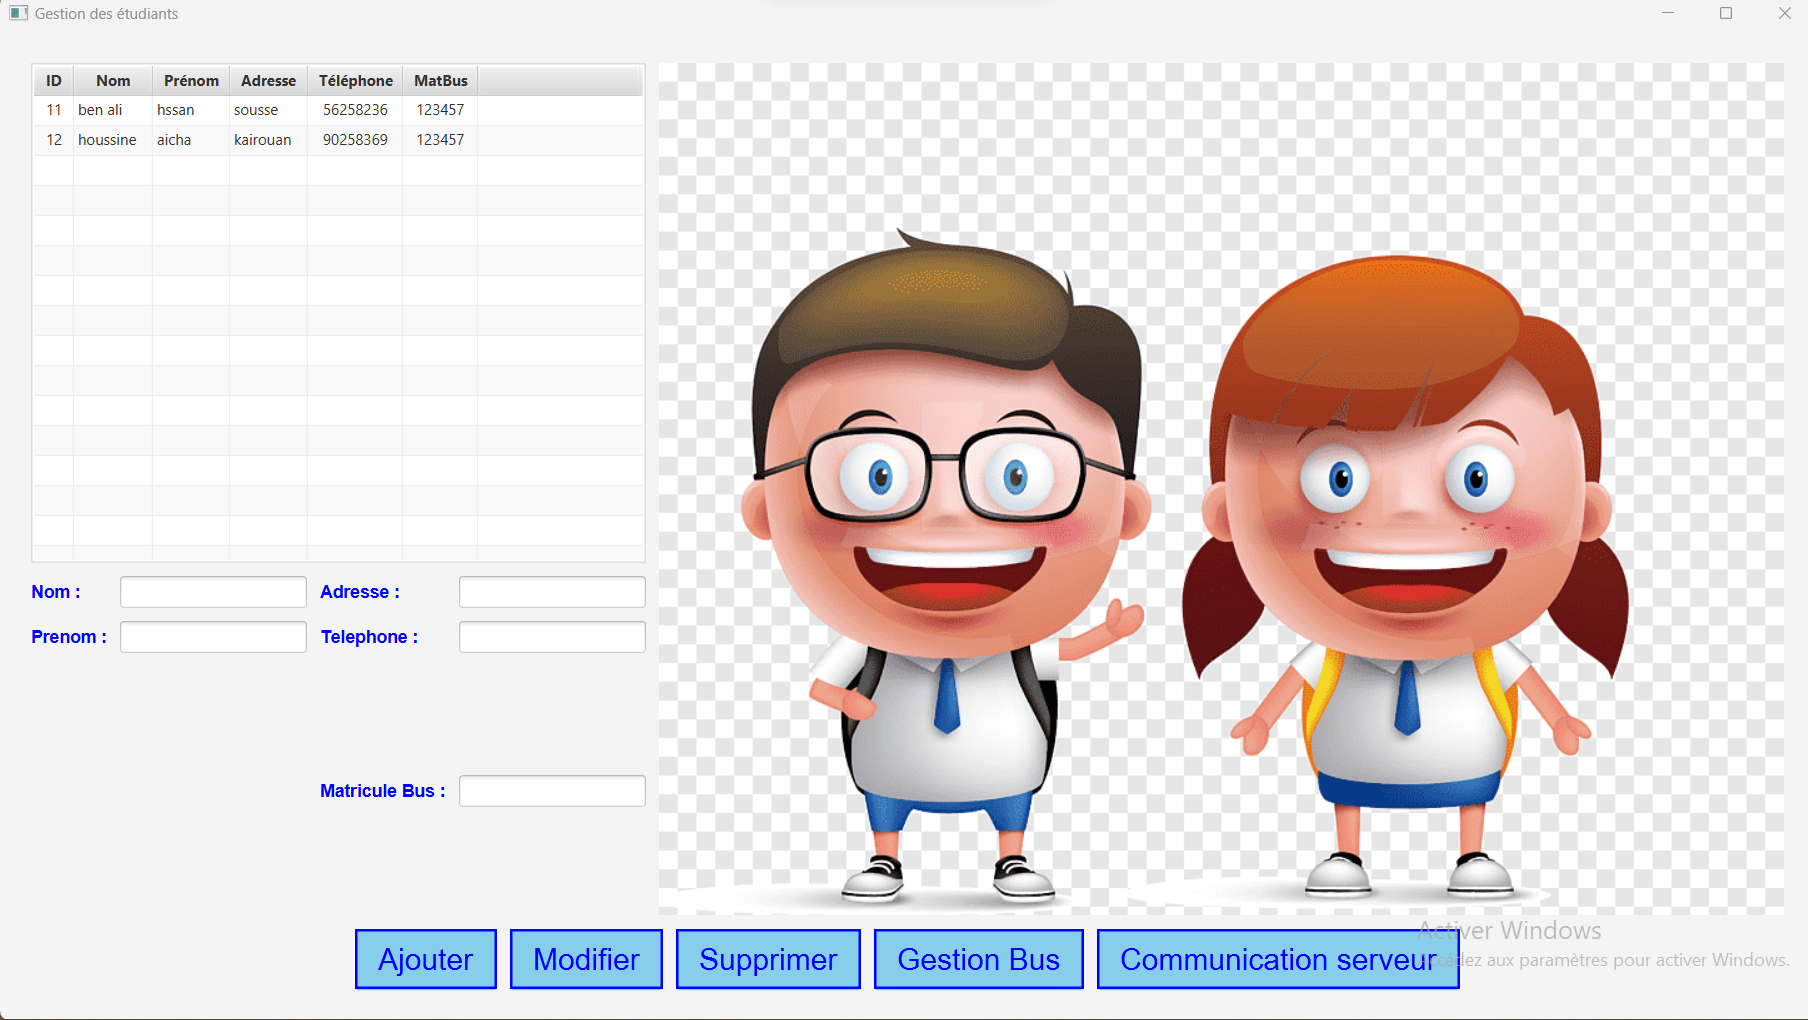 Gestion des étudiants
ID Nom Prénom Adresse Téléphone MatBus
11 ben ali hssan sousse 56258236 123457
12 houssine aicha kairouan 90258369 123457
Nom : Adresse :
Prenom : Telephone :
Matricule Bus :
Activer Windows
Accédez aux paramètres pour activer Windows.
Ajouter Modifier Supprimer Gestion Bus Communication serveur